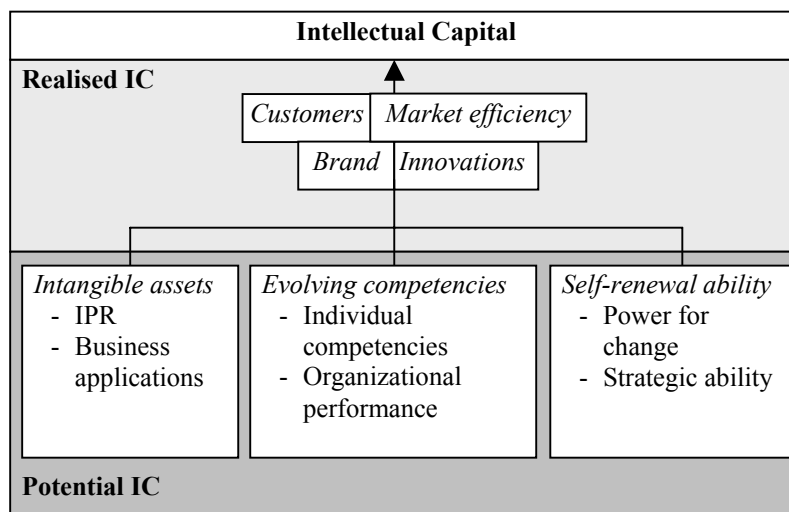 Intellectual Capital
Realised IC
Customers
Market efficiency
Brand
Innovations
Intangible assets
- IPR
- Business
applications
Evolving competencies
- Individual
competencies
- Organizational
performance
Self-renewal ability
- Power for
change
- Strategic ability
Potential IC